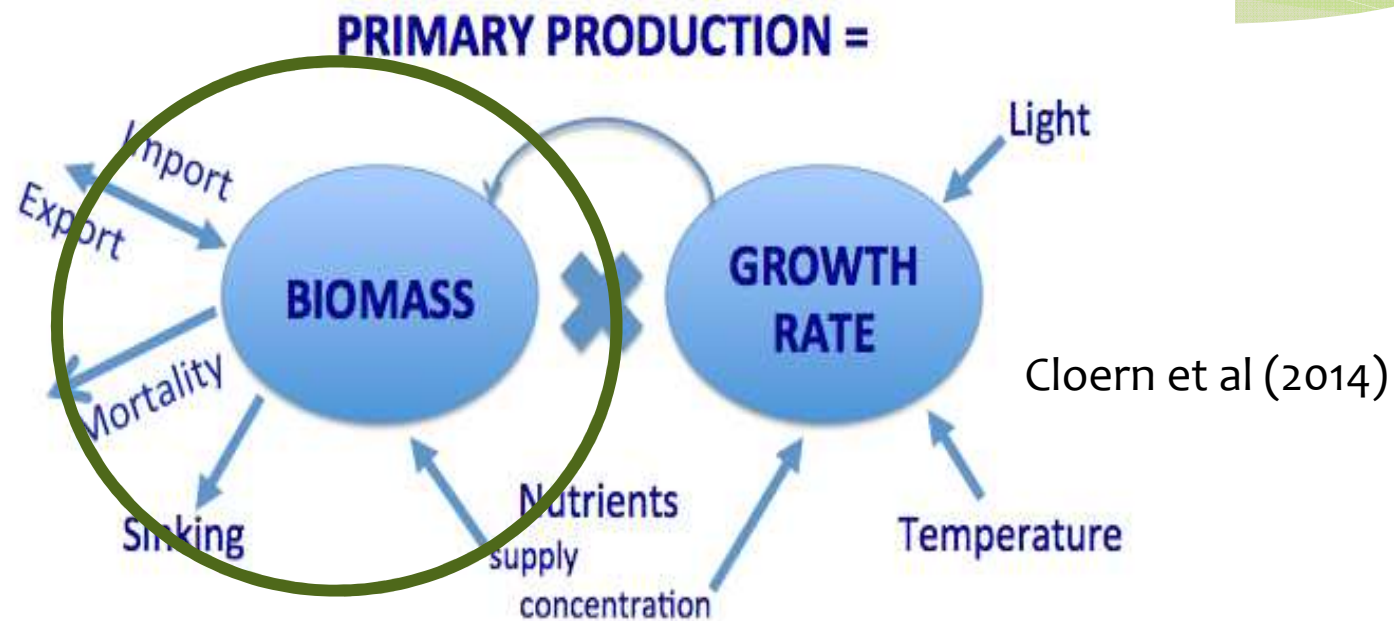 PRIMARY PRODUCTION =
Light
Import
Export
BIOMASS
GROWTH
RATE
Cloern et al (2014)
Mortality
Sinking
Nutrients
supply
concentration
Temperature